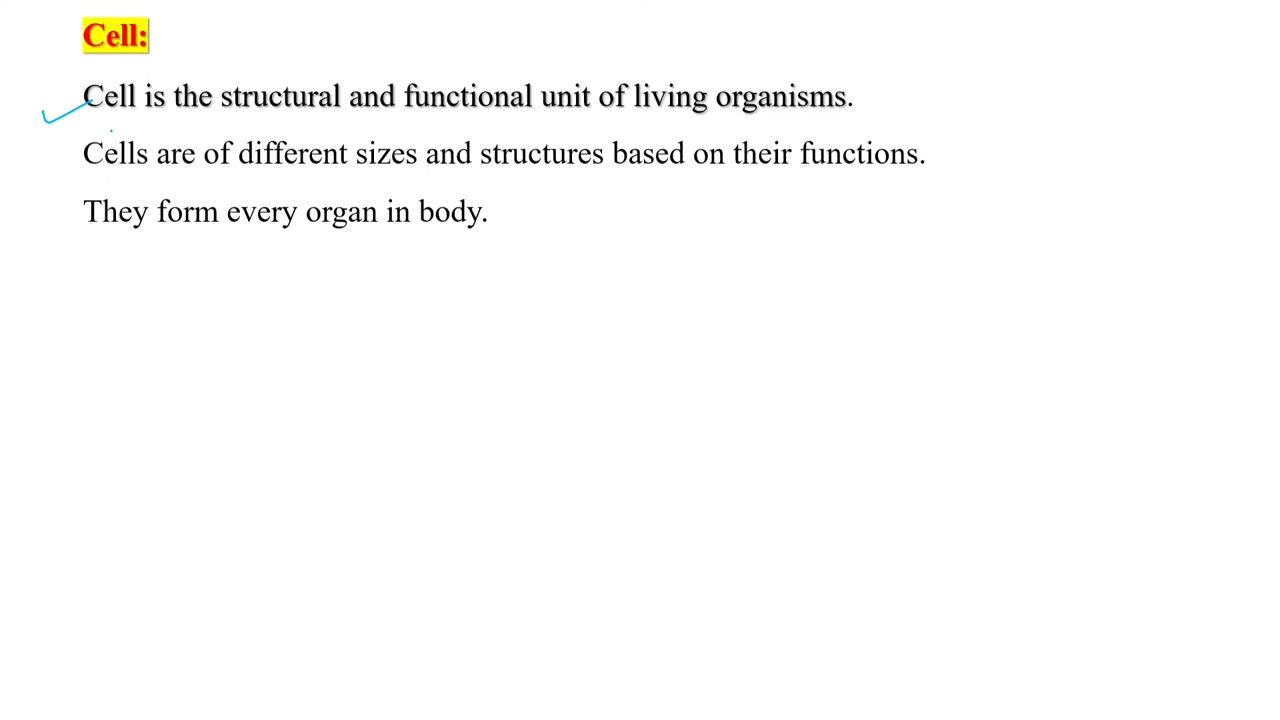 Cell:
Cell is the structural and functional unit of living organisms.
Cells are of different sizes and structures based on their functions.
They form every organ in body.